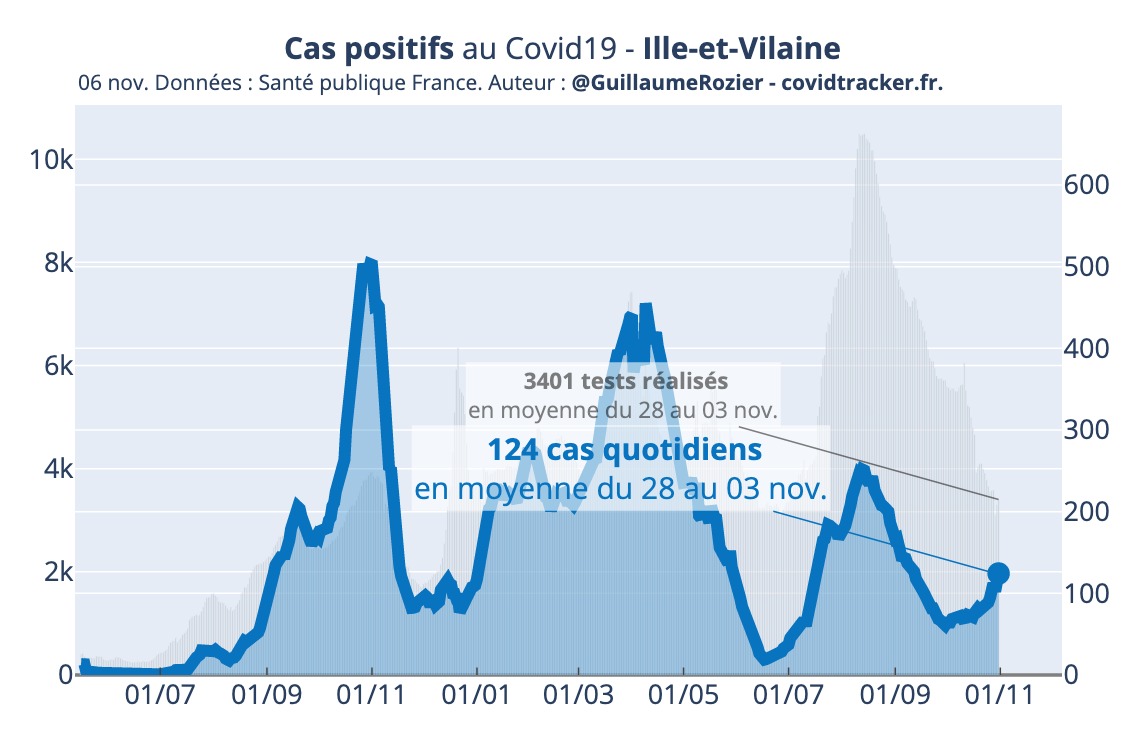 Cas positifs au Covid19 - Ille-et-Vilaine
06 nov. Données : Santé publique France. Auteur : @GuillaumeRozier - covidtracker.fr.
10k
8k
6k
4k
2k
0
600
500
400
300
200
100
0
3401 tests réalisés
en moyenne du 28 au 03 nov.
124 cas quotidiens
en moyenne du 28 au 03 nov.
01/07 01/09 01/11 01/01 01/03 01/05 01/07 01/09 01/11